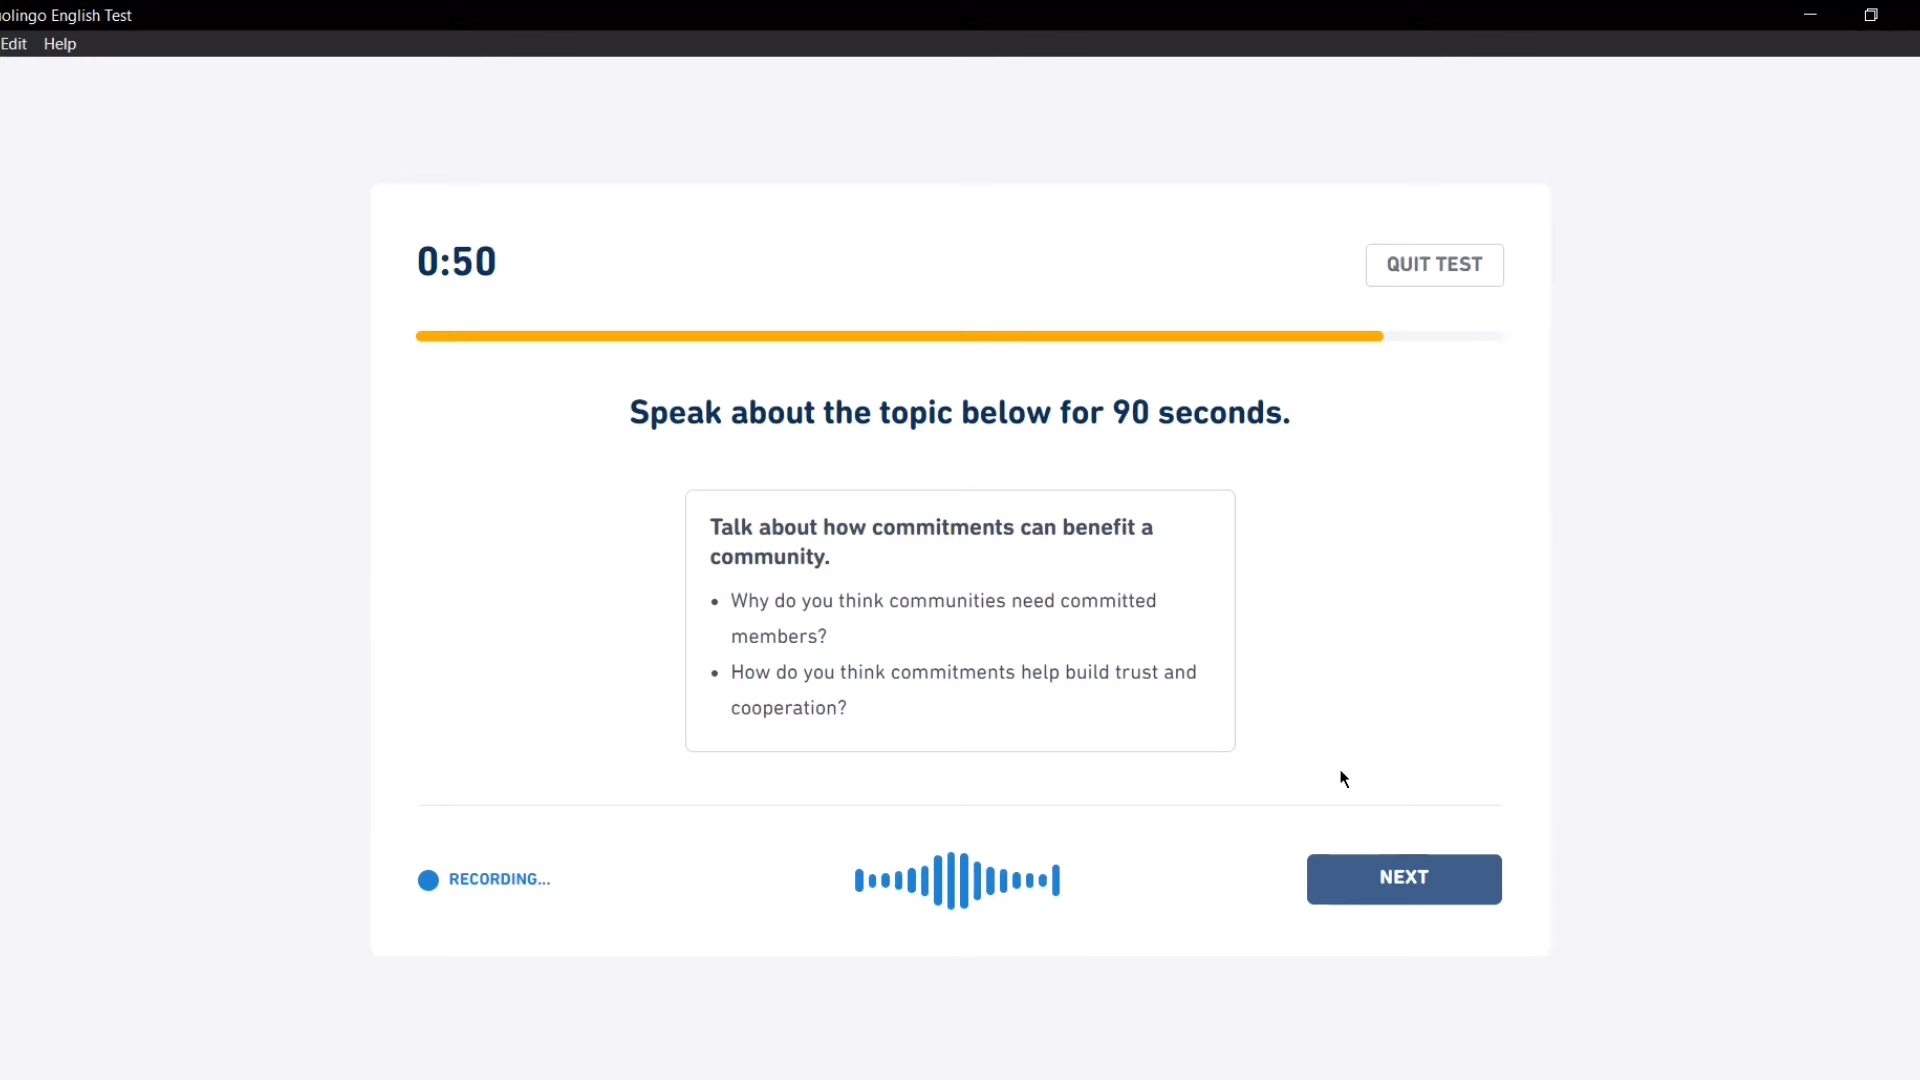 olingo English Test
Edit Help
0:50
QUIT TEST
Speak about the topic below for 90 seconds.
Talk about how commitments can benefit a
community.
• Why do you think communities need committed
members?
• How do you think commitments help build trust and
cooperation?
RECORDING...
NEXT